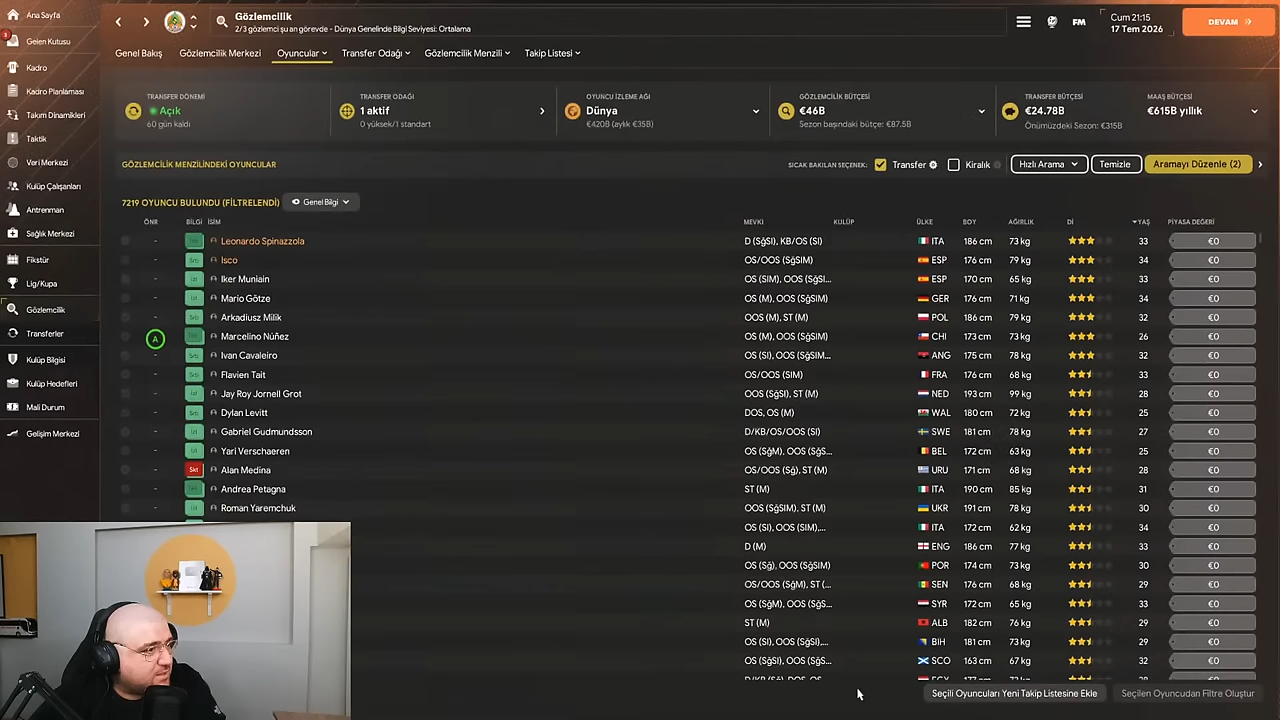 Ana Sayfa
3
Gelen Kutusu
Kadro
Kadro Planlaması
Takım Dinamikleri
Taktik
Veri Merkezi
Kulüp Çalışanları
Antrenman
Sağlık Merkezi
Fikstür
Lig/Kupa
Gözlemcilik
Transferler
Kulüp Bilgisi
Kulüp Hedefleri
Mali Durum
Gelişim Merkezi
Gözlemcilik
2/3 gözlemci şu an görevde - Dünya Genelinde Bilgi Seviyesi: Ortalama
FM
Cum 21:15
17 Tem 2026
DEVAM
Genel Bakış Gözlemcilik Merkezi Oyuncular Transfer Odağı Gözlemcilik Menzili Takip Listesi
TRANSFER DÖNEMİ
Açık
60 gün kaldı
TRANSFER ODAĞI
1 aktif
0 yüksek/1 standart
OYUNCU İZLEME AĞI
Dünya
€420B (aylık €35B)
GÖZLEMCİLİK BÜTÇESİ
€46B
Sezon başındaki bütçe: €87.5B
TRANSFER BÜTÇESİ
€24.78B
Önümüzdeki Sezon: €315B
MAAŞ BÜTÇESİ
€615B yıllık
GÖZLEMCİLİK MENZİLİNDEKİ OYUNCULAR
SICAK BAKILAN SEÇENEK: Transfer Kiralık Hızlı Arama Temizle Aramayı Düzenle (2)
7219 OYUNCU BULUNDU (FİLTRELENDİ) Genel Bilgi
ÖNR BİLGİ İSİM MEVKİ KULÜP ÜLKE BOY AĞIRLIK Dİ YAŞ PİYASA DEĞERİ
- Leonardo Spinazzola D (SğSl), KB/OS (Sl) ITA 186 cm 73 kg 33 €0
- Isco OS/OOS (SğSlM) ESP 176 cm 79 kg 34 €0
- Iker Muniain OS (SlM), OOS (SğSl... ESP 170 cm 65 kg 33 €0
- Mario Götze OS (M), OOS (SğSlM) GER 176 cm 71 kg 34 €0
- Arkadiusz Milik OOS (M), ST (M) POL 186 cm 79 kg 32 €0
A Marcelino Núñez OS (M), OOS (SğSlM) CHI 173 cm 73 kg 26 €0
- Ivan Cavaleiro OS (Sl), OOS (SğSlM... ANG 175 cm 78 kg 32 €0
- Flavien Tait OS/OOS (SlM) FRA 176 cm 68 kg 33 €0
- Jay Roy Jornell Grot OOS (SğSl), ST (M) NED 193 cm 99 kg 28 €0
- Dylan Levitt DOS, OS (M) WAL 180 cm 72 kg 25 €0
- Gabriel Gudmundsson D/KB/OS/OOS (Sl) SWE 181 cm 78 kg 27 €0
- Yari Verschaeren OS (SğM), OOS (SğSl... BEL 172 cm 63 kg 25 €0
- Skt Alan Medina OS/OOS (Sğ), ST (M) URU 171 cm 68 kg 28 €0
- Andrea Petagna ST (M) ITA 190 cm 85 kg 31 €0
- Roman Yaremchuk OOS (SğSlM), ST (M) UKR 191 cm 78 kg 30 €0
OS (Sl), OOS (SlM),... ITA 172 cm 62 kg 34 €0
D (M) ENG 186 cm 77 kg 33 €0
OS (Sğ), OOS (SğSlM) POR 174 cm 73 kg 30 €0
OS/OOS (SğM), ST (... SEN 176 cm 68 kg 29 €0
OS (SğM), OOS (SğS... SYR 172 cm 65 kg 33 €0
ST (M) ALB 182 cm 76 kg 29 €0
OS (Sl), OOS (SğSl),... BIH 181 cm 73 kg 29 €0
OS (SğSl), OOS (SğS... SCO 163 cm 67 kg 32 €0
Seçili Oyuncuları Yeni Takip Listesine Ekle Seçilen Oyuncudan Filtre Oluştur